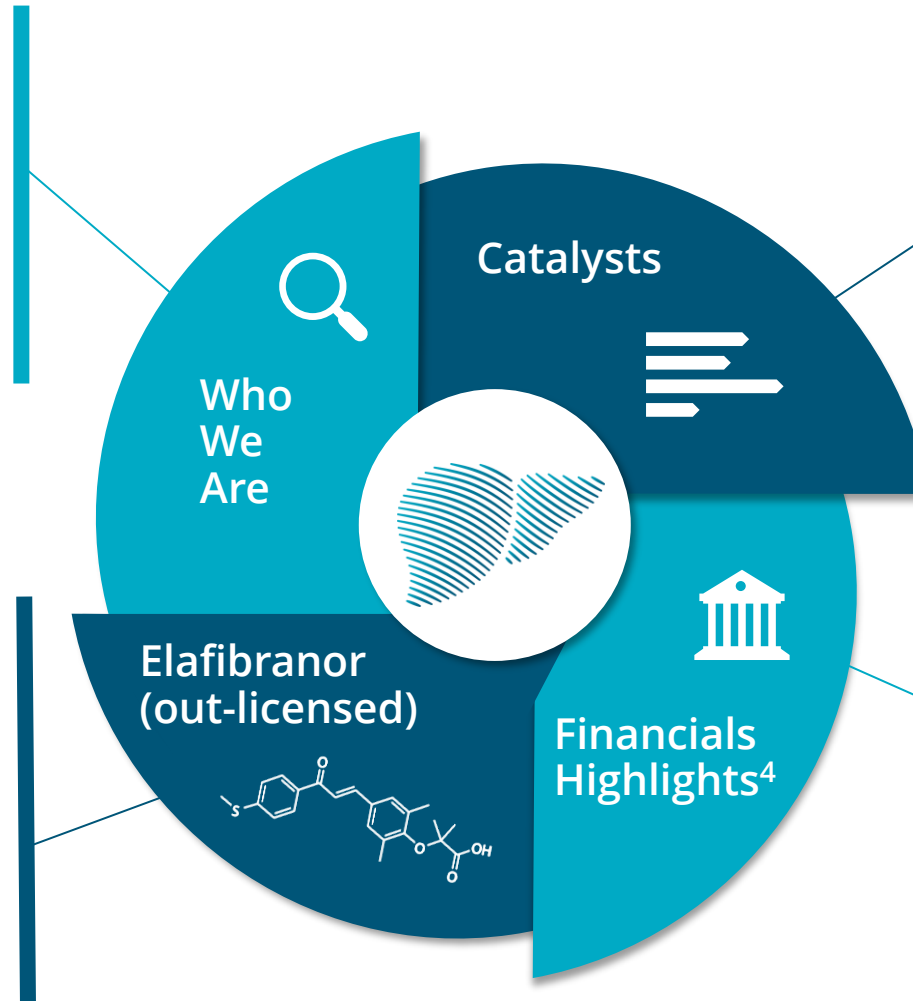 Catalysts
Who
We
Are
Elafibranor
(out-licensed)
O
S
O
OH
O
Financials
Highlights⁴